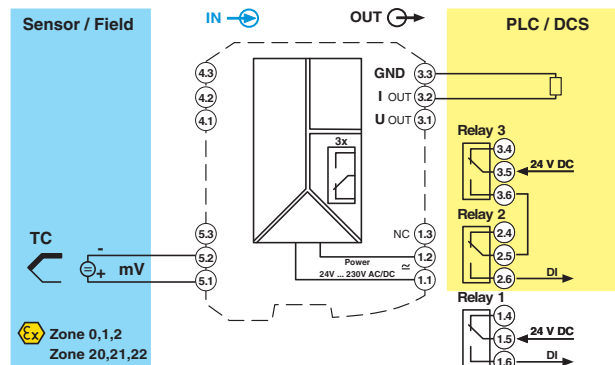 Sensor / Field
IN
OUT
PLC / DCS
4.3
4.2
4.1
GND
3.3
I OUT
3.2
U OUT
3.1
3x
Relay 3
3.4
3.5
24 V DC
3.6
Relay 2
2.4
2.5
2.6
DI
TC
-
+
mV
5.3
5.2
5.1
NC
1.3
1.2
1.1
Power
24V ... 230V AC/DC
Relay 1
1.4
1.5
24 V DC
1.6
DI
Ex
Zone 0,1,2
Zone 20,21,22